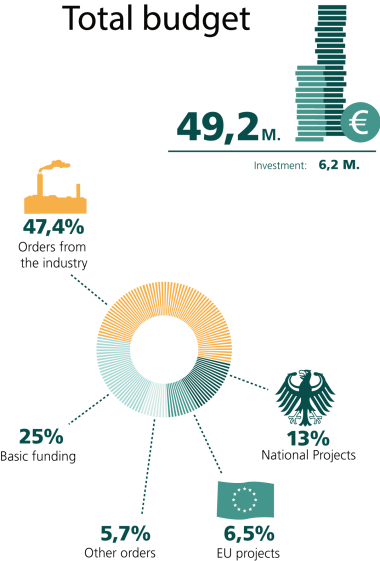 Total budget
€
49,2 M.
Investment: 6,2 M.
47,4%
Orders from
the industry
25%
Basic funding
13%
National Projects
5,7%
Other orders
6,5%
EU projects